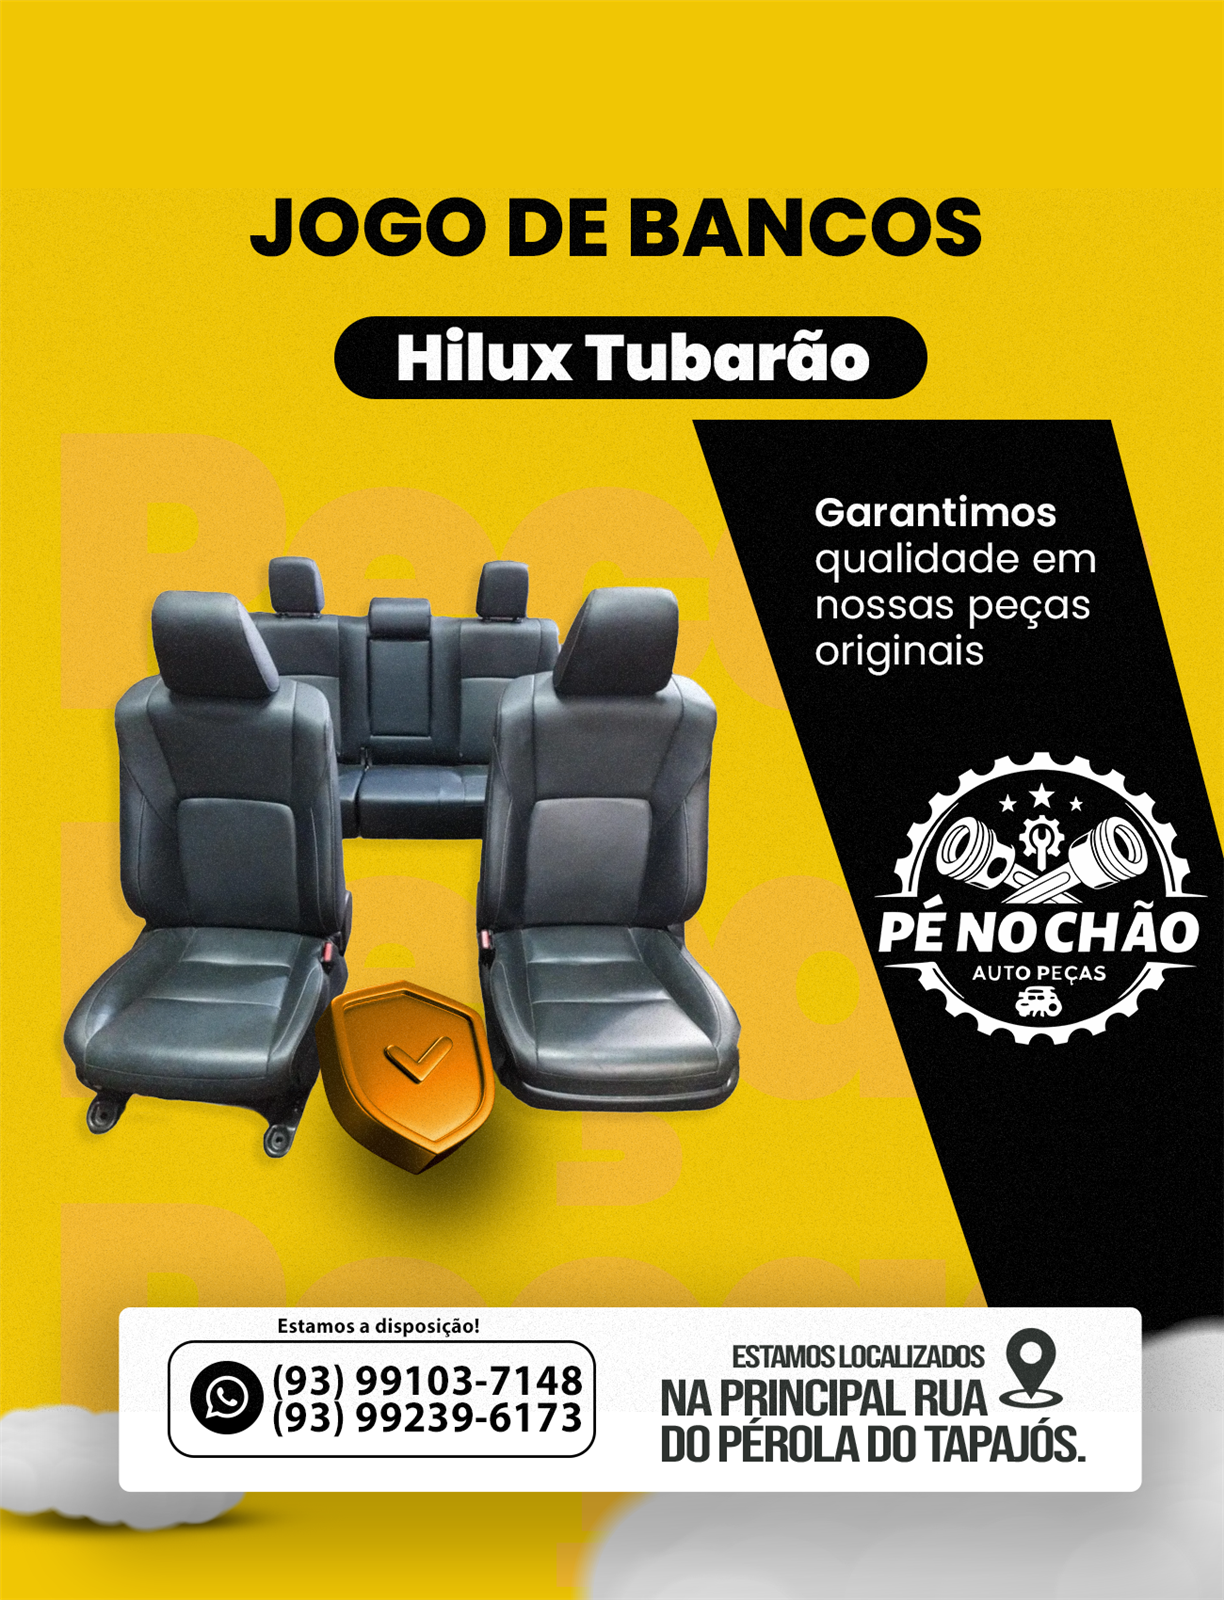 JOGO DE BANCOS
Hilux Tubarão
Garantimos
qualidade em
nossas peças
originais
PÉ NO CHÃO
AUTO PEÇAS
Estamos a disposição!
(93) 99103-7148
(93) 99239-6173
ESTAMOS LOCALIZADOS
NA PRINCIPAL RUA
DO PÉROLA DO TAPAJÓS.